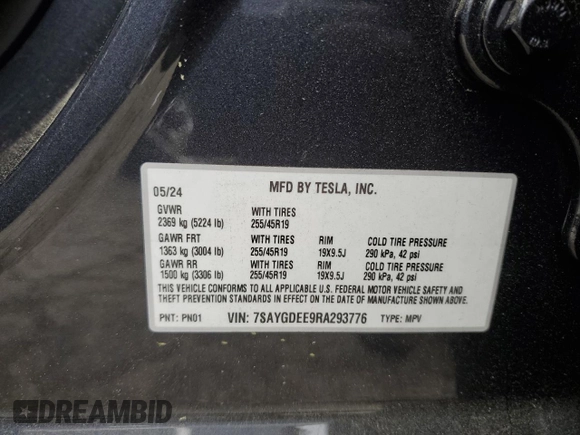 05/24 MFD BY TESLA, INC.
GVWR WITH TIRES
2369 kg (5224 lb) 255/45R19
GAWR FRT WITH TIRES RIM COLD TIRE PRESSURE
1363 kg (3004 lb) 255/45R19 19X9.5J 290 kPa, 42 psi
GAWR RR WITH TIRES RIM COLD TIRE PRESSURE
1500 kg (3306 lb) 255/45R19 19X9.5J 290 kPa, 42 psi
THIS VEHICLE CONFORMS TO ALL APPLICABLE U.S. FEDERAL MOTOR VEHICLE SAFETY AND
THEFT PREVENTION STANDARDS IN EFFECT ON THE DATE OF MANUFACTURE SHOWN ABOVE.
PNT: PN01 VIN: 7SAYGDEE9RA293776 TYPE: MPV
DREAMBID